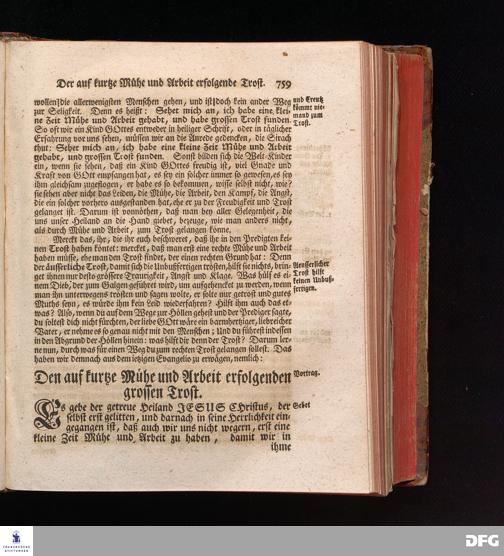 Der auf kurtze Mühe und Arbeit erfolgende Trost. 759
wollen die allerwenigsten Menschen gehen, und ist doch kein ander Weg
zur Seligkeit. Denn es heißt: Sehet mich an, ich habe eine klei-
ne Zeit Mühe und Arbeit gehabt, und habe grossen Trost funden.
So oft wir ein Kind GOttes entweder in heiliger Schrift, oder in täglicher
Erfahrung vor uns sehen, müssen wir an die Anrede gedencken, die Sirach
thut: Sehet mich an, ich habe eine kleine Zeit Mühe und Arbeit
gehabt, und grossen Trost funden. Sonst bilden sich die Welt-Kinder
ein, wenn sie sehen, daß ein Kind GOttes freudig ist, viel Gnade und
Kraft von GOtt empfangen hat, es sey ein solcher immer so gewesen, es sey
ihm gleichsam zugeflogen, er habe es so bekommen, wisse selbst nicht, wie?
sie sehen aber nicht das Leiden, die Mühe, die Arbeit, den Kampf, die Angst,
die ein solcher vorhero ausgestanden hat, ehe er zu der Freudigkeit und Trost
gelanget ist. Darum ist vonnöthen, daß man bey aller Gelegenheit, die
uns unser Heiland an die Hand giebet, bezeuge, wie man anders nicht,
als durch Mühe und Arbeit, zum Trost gelangen könne.
Mercket das, ihr, die ihr euch beschweret, daß ihr in den Predigten kei-
nen Trost haben köntet: mercket, daß man erst eine rechte Mühe und Arbeit
haben müsse, ehe man den Trost findet, der einen rechten Grund hat: Denn
der äusserliche Trost, damit sich die Unbußfertigen trösten, hilft sie nichts, brin-
get ihnen nur desto grössere Traurigkeit, Angst und Klage. Was hülf es ei-
nem Dieb, der zum Galgen geführet wird, um aufgehencket zu werden, wenn
man ihn unterweges trösten und sagen wolte, er solte nur getrost und gutes
Muths seyn, es würde ihm kein Leid wiederfahren? Hilft ihm auch das et-
was? Also, wenn du auf dem Wege zur Höllen gehest und der Prediger sagte,
du soltest dich nicht fürchten, der liebe GOtt wäre ein barmhertziger, liebreicher
Vater, er nehme es so genau nicht mit den Menschen; Und du führest indessen
in den Abgrund der Höllen hinein: was hilft dir denn der Trost? Darum ler-
ne nun, durch was für einen Weg du zum rechten Trost gelangen sollest. Das
haben wir demnach aus dem ietzigen Evangelio zu erwägen, nemlich:
Den auf kurtze Mühe und Arbeit erfolgenden
grossen Trost.
Es gebe der getreue Heiland JESUS CHristus, der
selbst erst gelitten, und darnach in seine Herrlichkeit ein-
gegangen ist, daß auch wir uns nicht wegern, erst eine
kleine Zeit Mühe und Arbeit zu haben, damit wir in
ihme
und Creutz
kömmt nie-
mand zum
Trost.
Aeusserlicher
Trost hilft
keinen Unbuß-
fertigen.
Vortrag.
Gebet
FRANCKESCHE
STIFTUNGEN
DFG